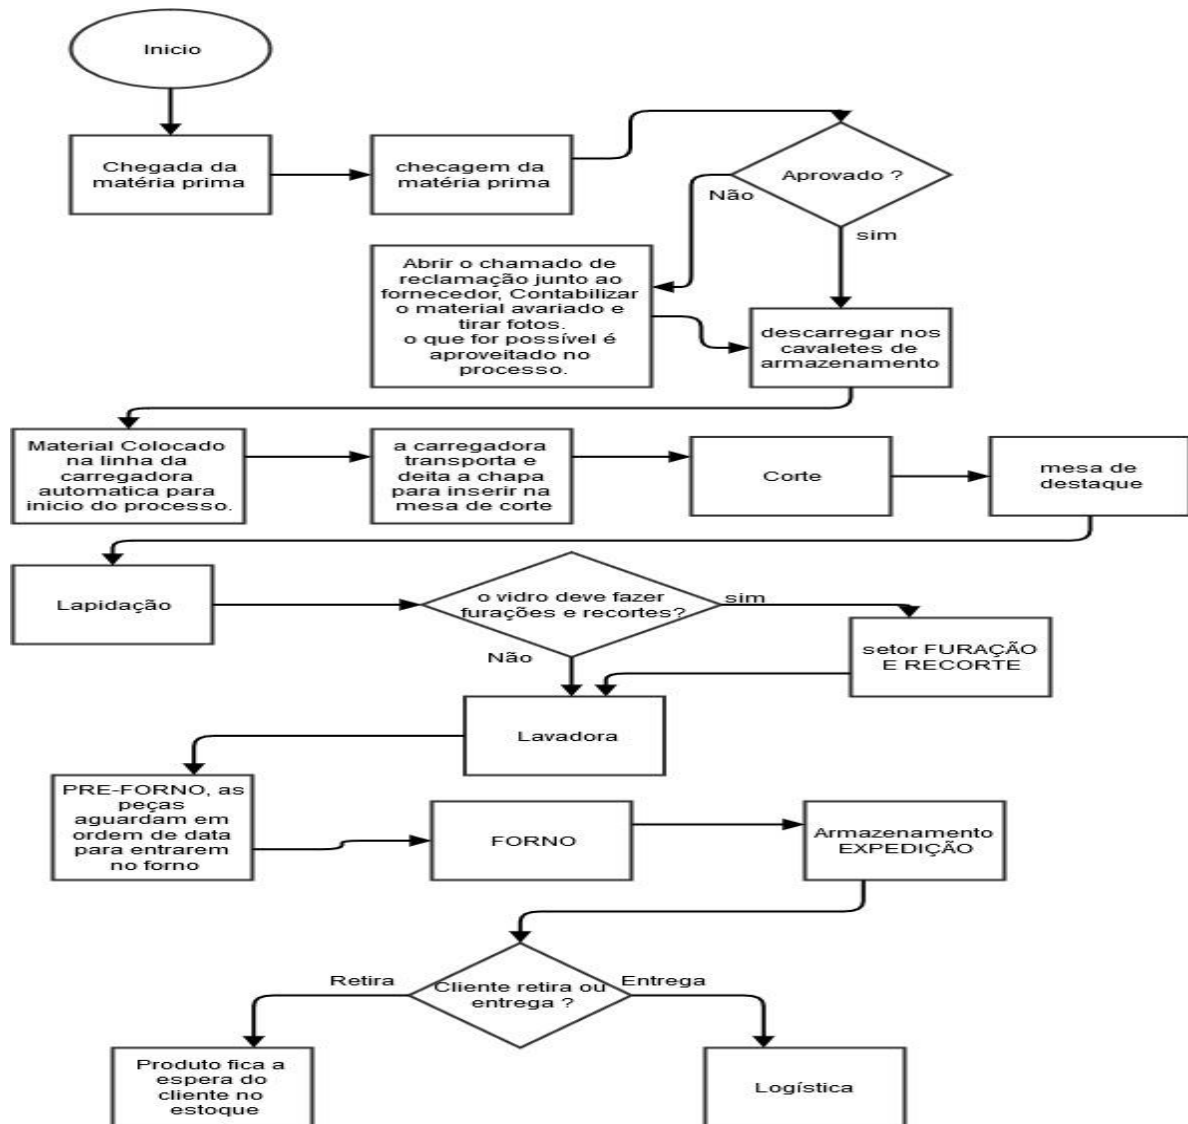 Inicio
Chegada da
matéria prima
checagem da
matéria prima
Aprovado ?
Não
sim
Abrir o chamado de
reclamação junto ao
fornecedor, Contabilizar
o material avariado e
tirar fotos.
o que for possível é
aproveitado no
processo.
descarregar nos
cavaletes de
armazenamento
Material Colocado
na linha da
carregadora
automatica para
inicio do processo.
a carregadora
transporta e
deita a chapa
para inserir na
mesa de corte
Corte
mesa de
destaque
Lapidação
o vidro deve fazer
furações e recortes?
sim
Não
setor FURAÇÃO
E RECORTE
Lavadora
PRE-FORNO, as
peças
aguardam em
ordem de data
para entrarem
no forno
FORNO
Armazenamento
EXPEDIÇÃO
Cliente retira ou
entrega ?
Retira
Entrega
Produto fica a
espera do
cliente no
estoque
Logística